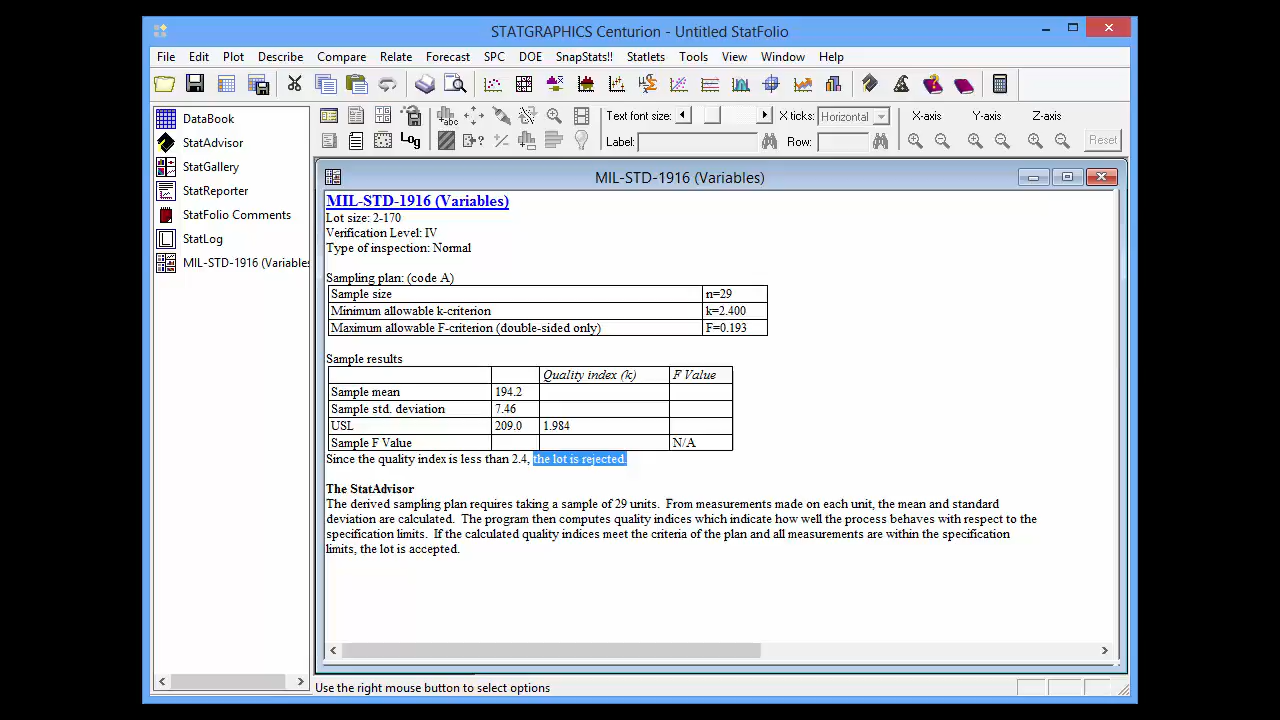 STATGRAPHICS Centurion - Untitled StatFolio
File Edit Plot Describe Compare Relate Forecast SPC DOE SnapStats!! Statlets Tools View Window Help
Text font size: X ticks: Horizontal X-axis Y-axis Z-axis
Log Label: Row: Reset
DataBook
StatAdvisor
StatGallery
StatReporter
StatFolio Comments
StatLog
MIL-STD-1916 (Variables
MIL-STD-1916 (Variables)
MIL-STD-1916 (Variables)
Lot size: 2-170
Verification Level: IV
Type of inspection: Normal
Sampling plan: (code A)
Sample size n=29
Minimum allowable k-criterion k=2.400
Maximum allowable F-criterion (double-sided only) F=0.193
Sample results
Quality index (k) F Value
Sample mean 194.2
Sample std. deviation 7.46
USL 209.0 1.984
Sample F Value N/A
Since the quality index is less than 2.4, the lot is rejected.
The StatAdvisor
The derived sampling plan requires taking a sample of 29 units. From measurements made on each unit, the mean and standard
deviation are calculated. The program then computes quality indices which indicate how well the process behaves with respect to the
specification limits. If the calculated quality indices meet the criteria of the plan and all measurements are within the specification
limits, the lot is accepted.
Use the right mouse button to select options